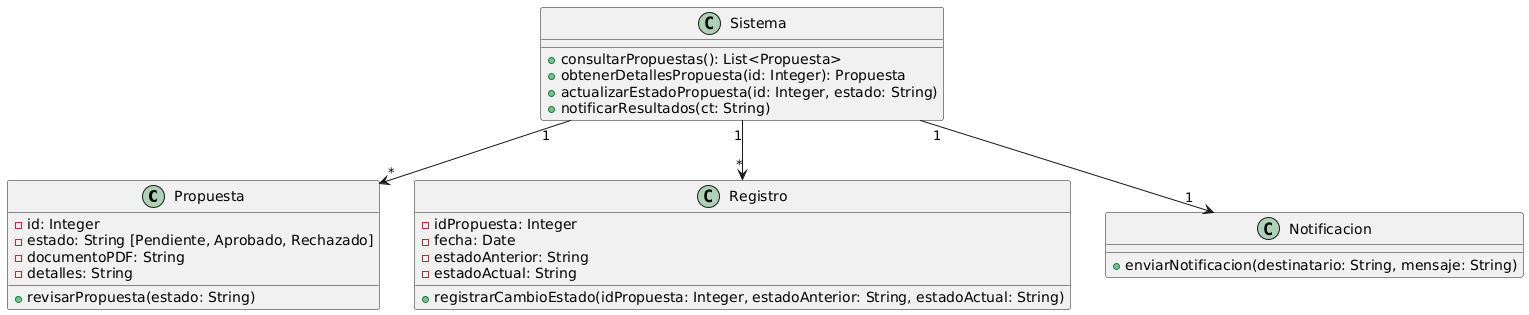 C Sistema
consultarPropuestas(): List<Propuesta>
obtenerDetallesPropuesta(id: Integer): Propuesta
actualizarEstadoPropuesta(id: Integer, estado: String)
notificarResultados(ct: String)
1
1
1
*
*
1
C Propuesta
id: Integer
estado: String [Pendiente, Aprobado, Rechazado]
documentoPDF: String
detalles: String
revisarPropuesta(estado: String)
C Registro
idPropuesta: Integer
fecha: Date
estadoAnterior: String
estadoActual: String
registrarCambioEstado(idPropuesta: Integer, estadoAnterior: String, estadoActual: String)
C Notificacion
enviarNotificacion(destinatario: String, mensaje: String)